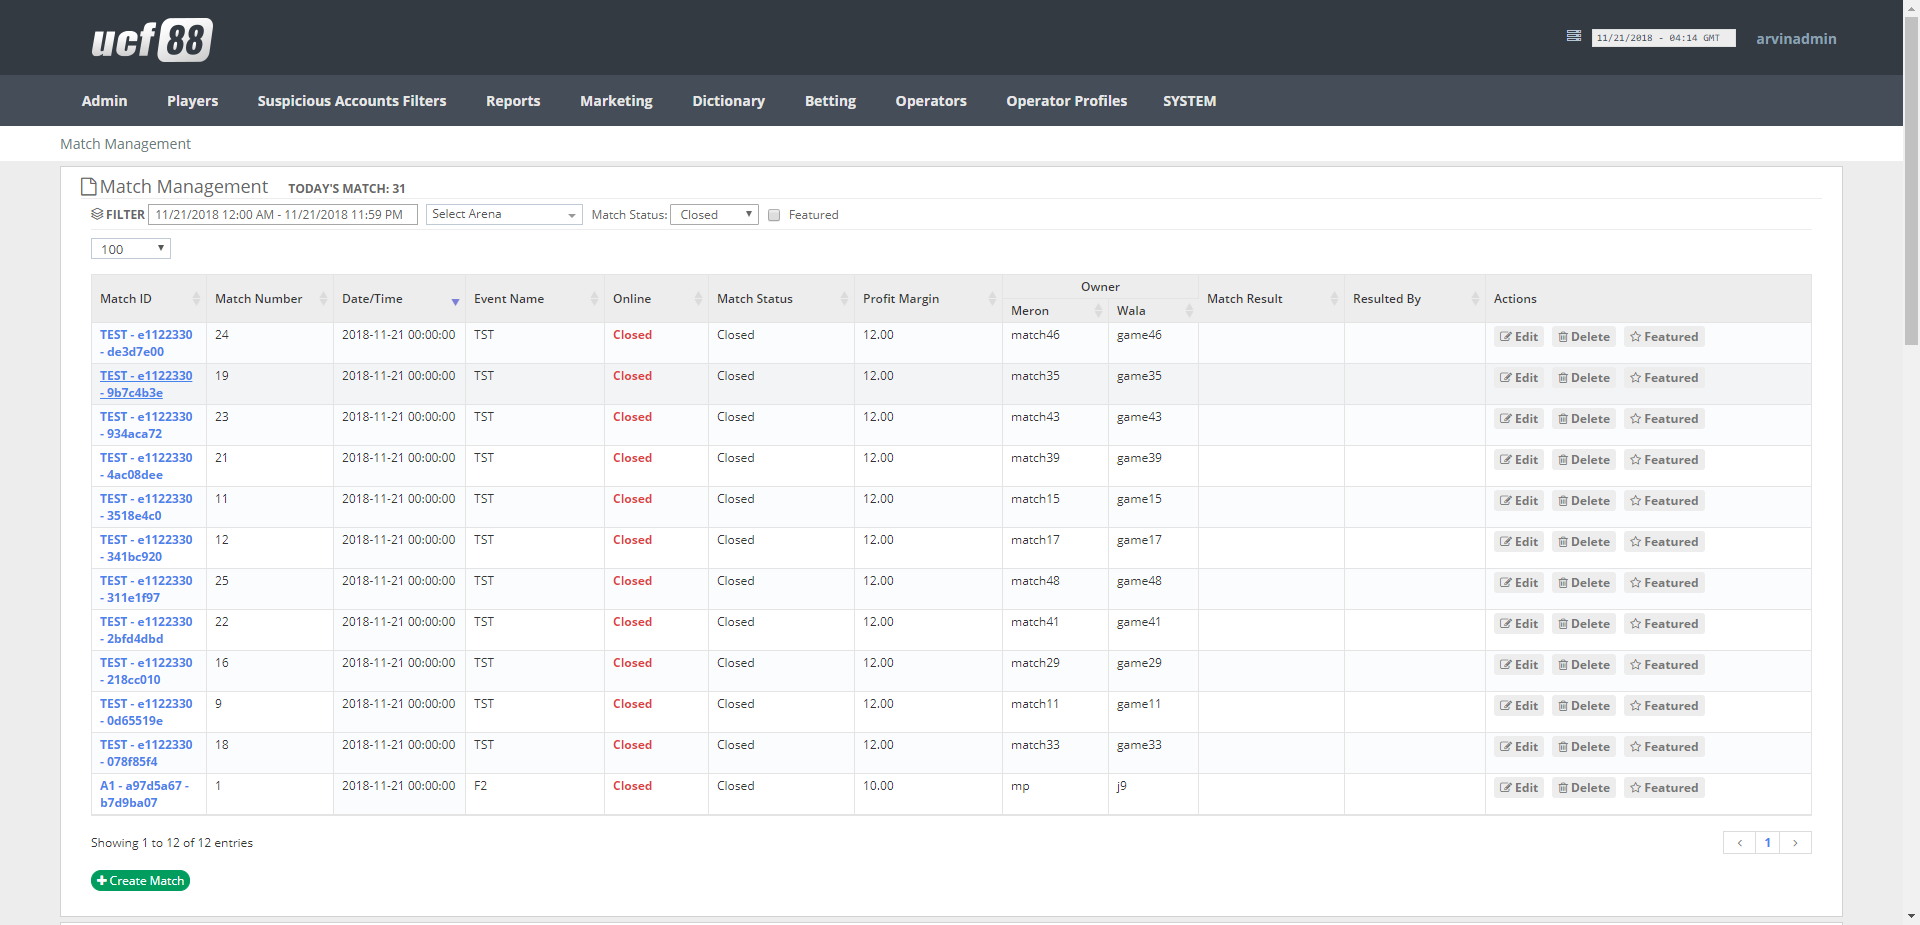 ucf 88
11/21/2018 - 04:14 GMT arvinadmin
Admin Players Suspicious Accounts Filters Reports Marketing Dictionary Betting Operators Operator Profiles SYSTEM
Match Management
Match Management TODAY'S MATCH: 31
FILTER 11/21/2018 12:00 AM - 11/21/2018 11:59 PM Select Arena Match Status: Closed Featured
100
Match ID Match Number Date/Time Event Name Online Match Status Profit Margin Owner Match Result Resulted By Actions
Meron Wala
TEST - e1122330 24 2018-11-21 00:00:00 TST Closed Closed 12.00 match46 game46 Edit Delete Featured
- de3d7e00
TEST - e1122330 19 2018-11-21 00:00:00 TST Closed Closed 12.00 match35 game35 Edit Delete Featured
- 9b7c4b3e
TEST - e1122330 23 2018-11-21 00:00:00 TST Closed Closed 12.00 match43 game43 Edit Delete Featured
- 934aca72
TEST - e1122330 21 2018-11-21 00:00:00 TST Closed Closed 12.00 match39 game39 Edit Delete Featured
- 4ac08dee
TEST - e1122330 11 2018-11-21 00:00:00 TST Closed Closed 12.00 match15 game15 Edit Delete Featured
- 3518e4c0
TEST - e1122330 12 2018-11-21 00:00:00 TST Closed Closed 12.00 match17 game17 Edit Delete Featured
- 341bc920
TEST - e1122330 25 2018-11-21 00:00:00 TST Closed Closed 12.00 match48 game48 Edit Delete Featured
- 311e1f97
TEST - e1122330 22 2018-11-21 00:00:00 TST Closed Closed 12.00 match41 game41 Edit Delete Featured
- 2bfd4dbd
TEST - e1122330 16 2018-11-21 00:00:00 TST Closed Closed 12.00 match29 game29 Edit Delete Featured
- 218cc010
TEST - e1122330 9 2018-11-21 00:00:00 TST Closed Closed 12.00 match11 game11 Edit Delete Featured
- 0d65519e
TEST - e1122330 18 2018-11-21 00:00:00 TST Closed Closed 12.00 match33 game33 Edit Delete Featured
- 078f85f4
A1 - a97d5a67 - 1 2018-11-21 00:00:00 F2 Closed Closed 10.00 mp j9 Edit Delete Featured
b7d9ba07
Showing 1 to 12 of 12 entries ‹ 1 ›
Create Match